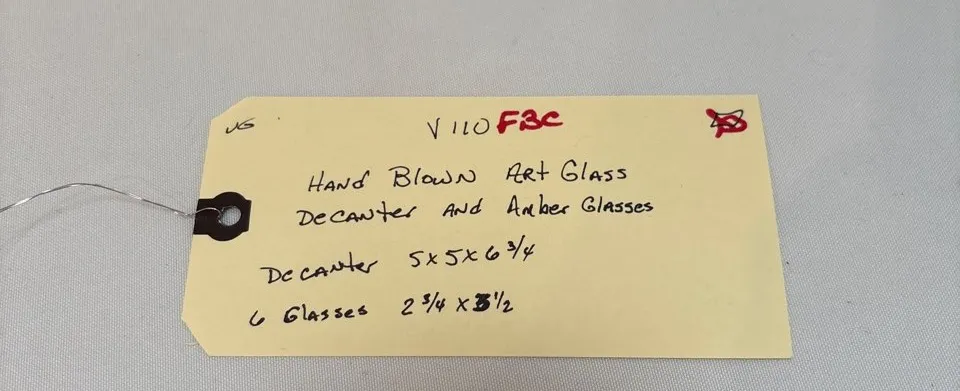 VG
V110 FBC
Hand Blown Art Glass
Decanter and Amber Glasses
Decanter 5x5x6 3/4
6 Glasses 2 3/4 x 3 1/2